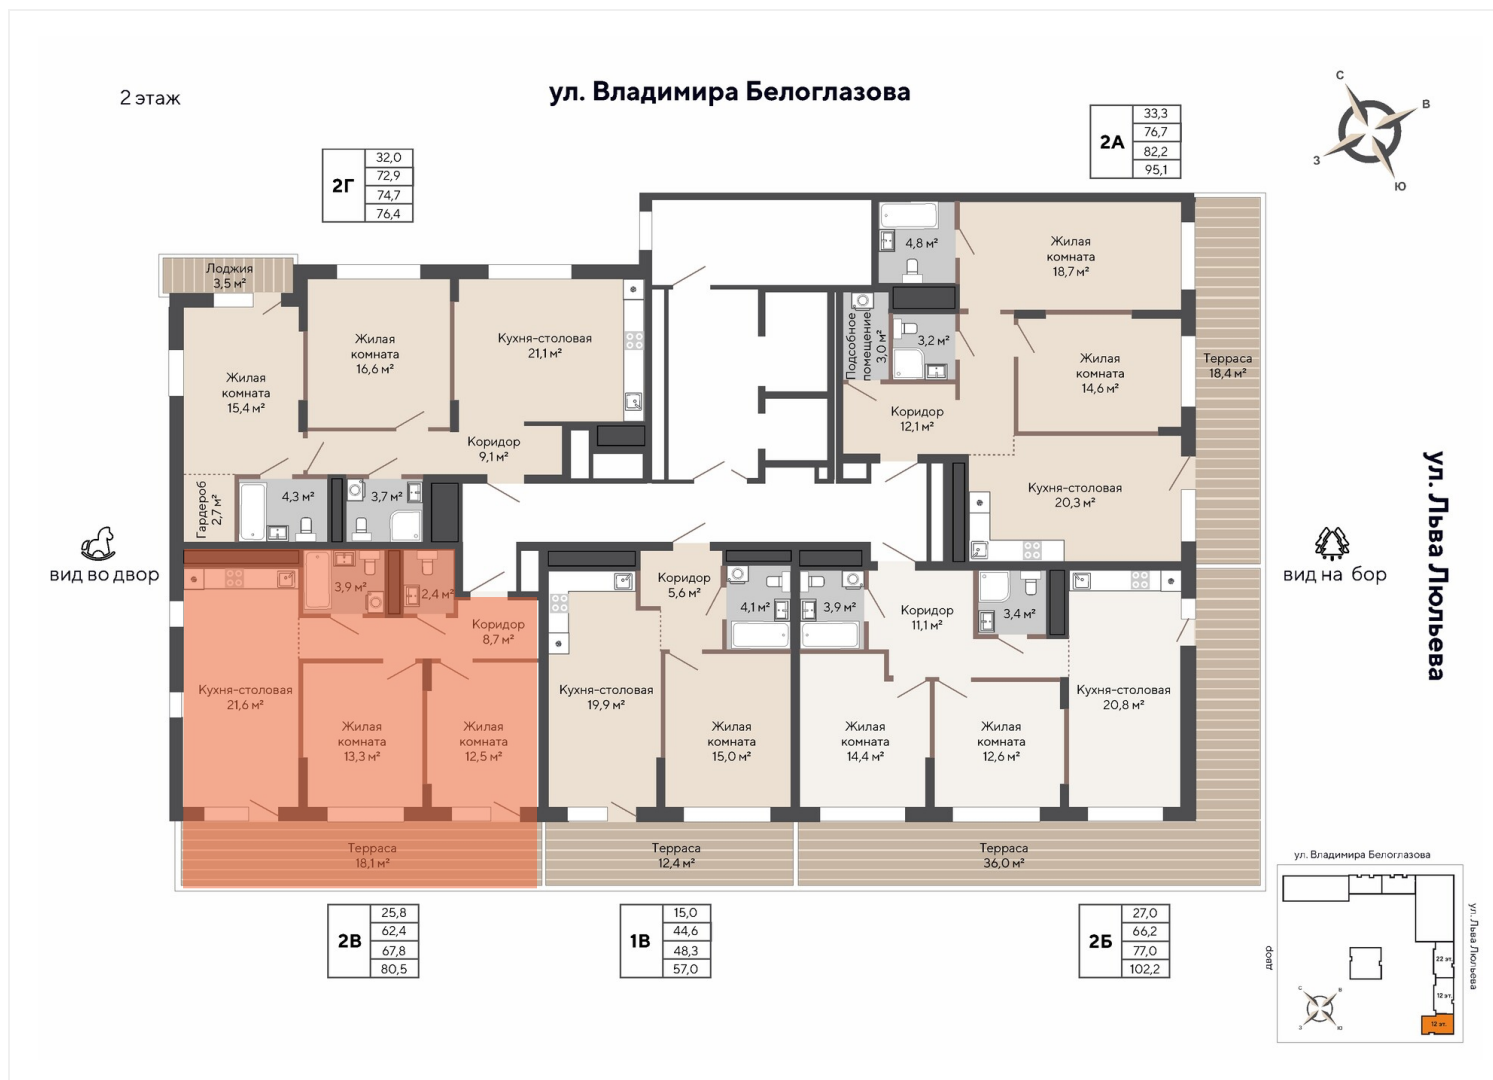 2 этаж
ул. Владимира Белоглазова
С
В
З
Ю
2А
33,3
76,7
82,2
95,1
2Г
32,0
72,9
74,7
76,4
Лоджия
3,5 м²
Жилая
комната
15,4 м²
Жилая
комната
16,6 м²
Кухня-столовая
21,1 м²
Коридор
9,1 м²
Гардероб
2,7 м²
4,3 м²
3,7 м²
4,8 м²
Жилая
комната
18,7 м²
Подсобное
помещение
3,0 м²
3,2 м²
Жилая
комната
14,6 м²
Терраса
18,4 м²
Коридор
12,1 м²
Кухня-столовая
20,3 м²
ул. Льва Люльева
вид во двор
вид на бор
3,9 м²
2,4 м²
Коридор
8,7 м²
Кухня-столовая
21,6 м²
Жилая
комната
13,3 м²
Жилая
комната
12,5 м²
Терраса
18,1 м²
Коридор
5,6 м²
4,1 м²
Кухня-столовая
19,9 м²
Жилая
комната
15,0 м²
Терраса
12,4 м²
3,9 м²
Коридор
11,1 м²
3,4 м²
Кухня-столовая
20,8 м²
Жилая
комната
14,4 м²
Жилая
комната
12,6 м²
Терраса
36,0 м²
2В
25,8
62,4
67,8
80,5
1В
15,0
44,6
48,3
57,0
2Б
27,0
66,2
77,0
102,2
ул. Владимира Белоглазова
ул. Льва Люльева
двор
22 эт.
12 эт.
12 эт.
С
В
З
Ю